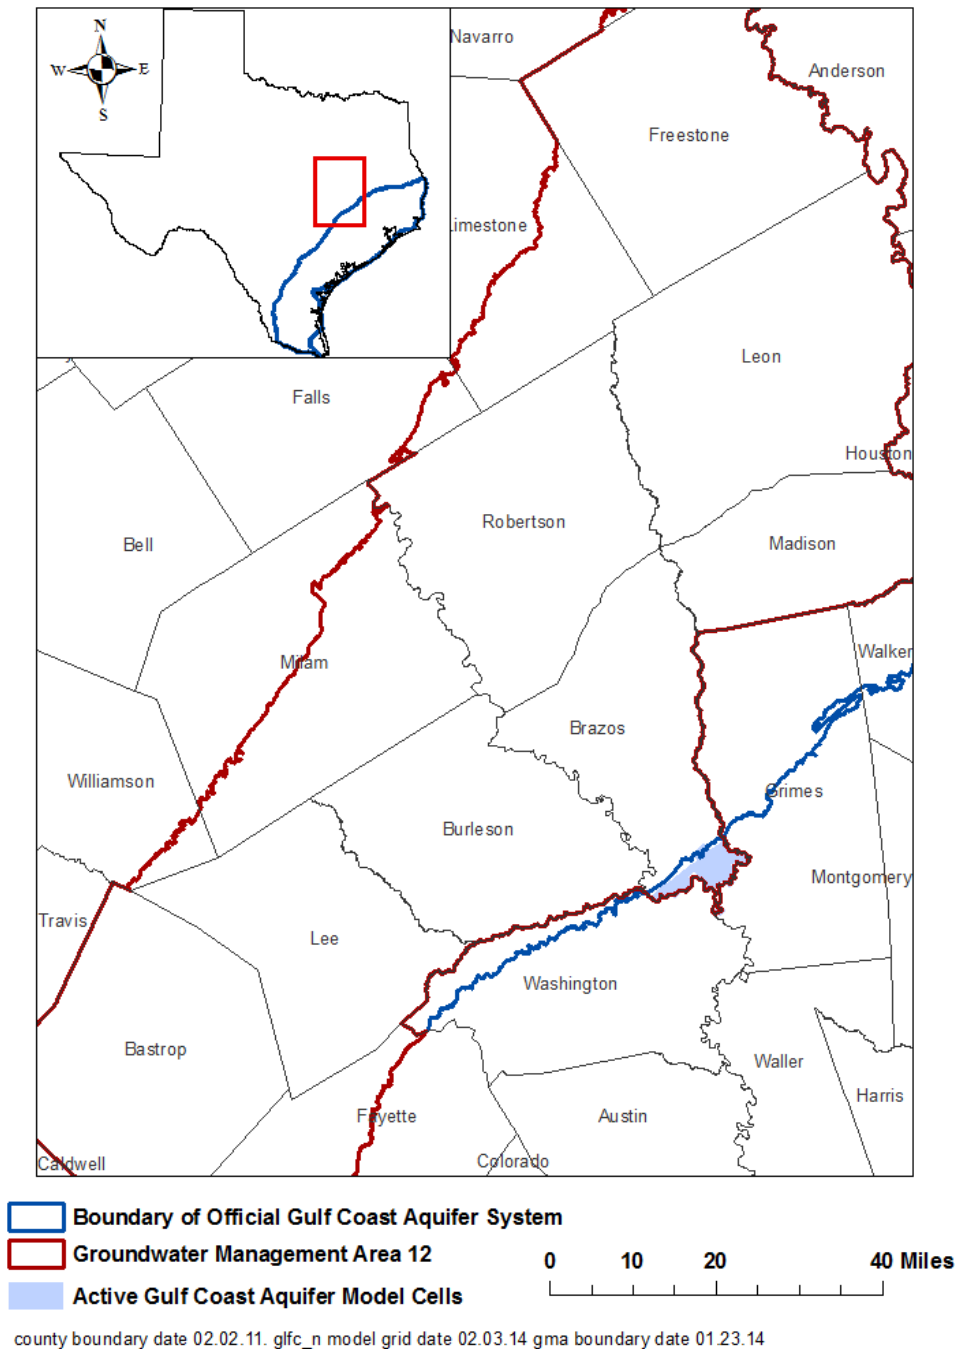 N
W E
S
Navarro
Anderson
Freestone
Limestone
Leon
Falls
Houston
Robertson
Bell
Madison
Walker
Milam
Brazos
Williamson
Grimes
Burleson
Montgomery
Travis
Lee
Washington
Bastrop
Waller
Harris
Fayette
Austin
Colorado
Caldwell
Boundary of Official Gulf Coast Aquifer System
Groundwater Management Area 12
0 10 20 40 Miles
Active Gulf Coast Aquifer Model Cells
county boundary date 02.02.11. glfc_n model grid date 02.03.14 gma boundary date 01.23.14